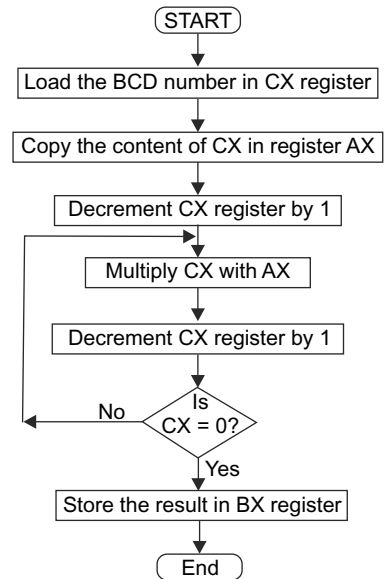 START
Load the BCD number in CX register
Copy the content of CX in register AX
Decrement CX register by 1
Multiply CX with AX
Decrement CX register by 1
Is
CX = 0?
No
Yes
Store the result in BX register
End